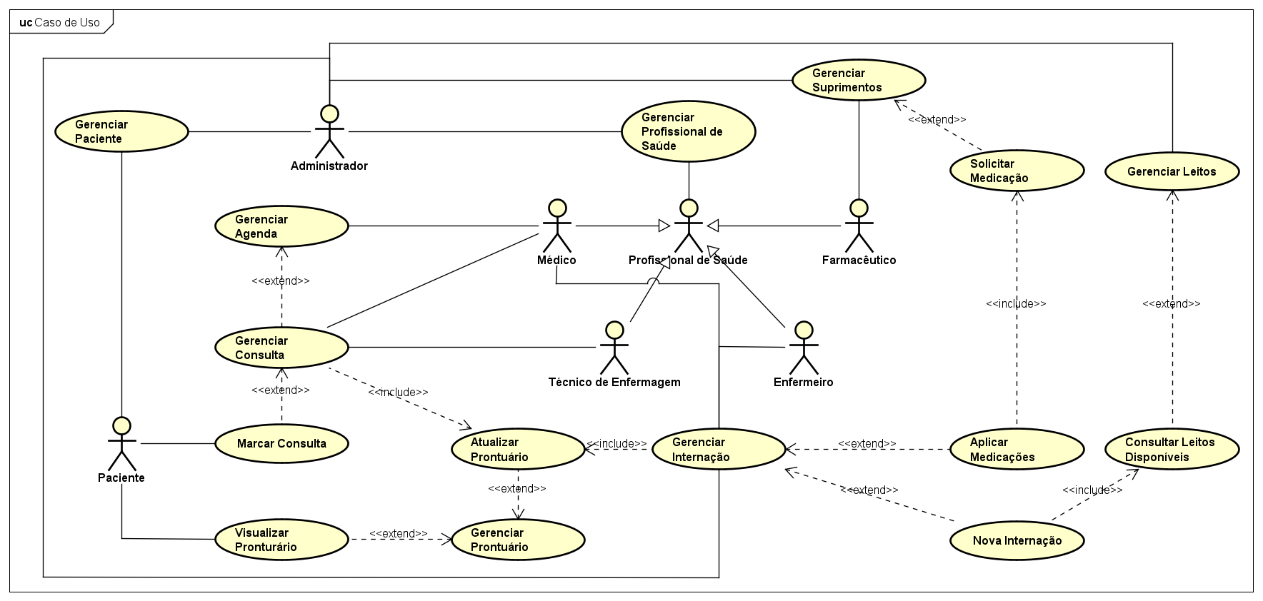 uc Caso de Uso
Gerenciar
Suprimentos
Gerenciar
Paciente
Administrador
Gerenciar
Profissional de
Saúde
<<extend>>
Solicitar
Medicação
Gerenciar Leitos
Gerenciar
Agenda
Médico
Profissional de Saúde
Farmacêutico
<<extend>>
<<include>>
<<extend>>
Gerenciar
Consulta
Técnico de Enfermagem
Enfermeiro
<<extend>>
<<include>>
Marcar Consulta
Paciente
Atualizar
Prontuário
<<include>>
Gerenciar
Internação
<<extend>>
Aplicar
Medicações
Consultar Leitos
Disponíveis
<<extend>>
<<extend>>
<<include>>
Visualizar
Pronturário
<<extend>>
Gerenciar
Prontuário
Nova Internação